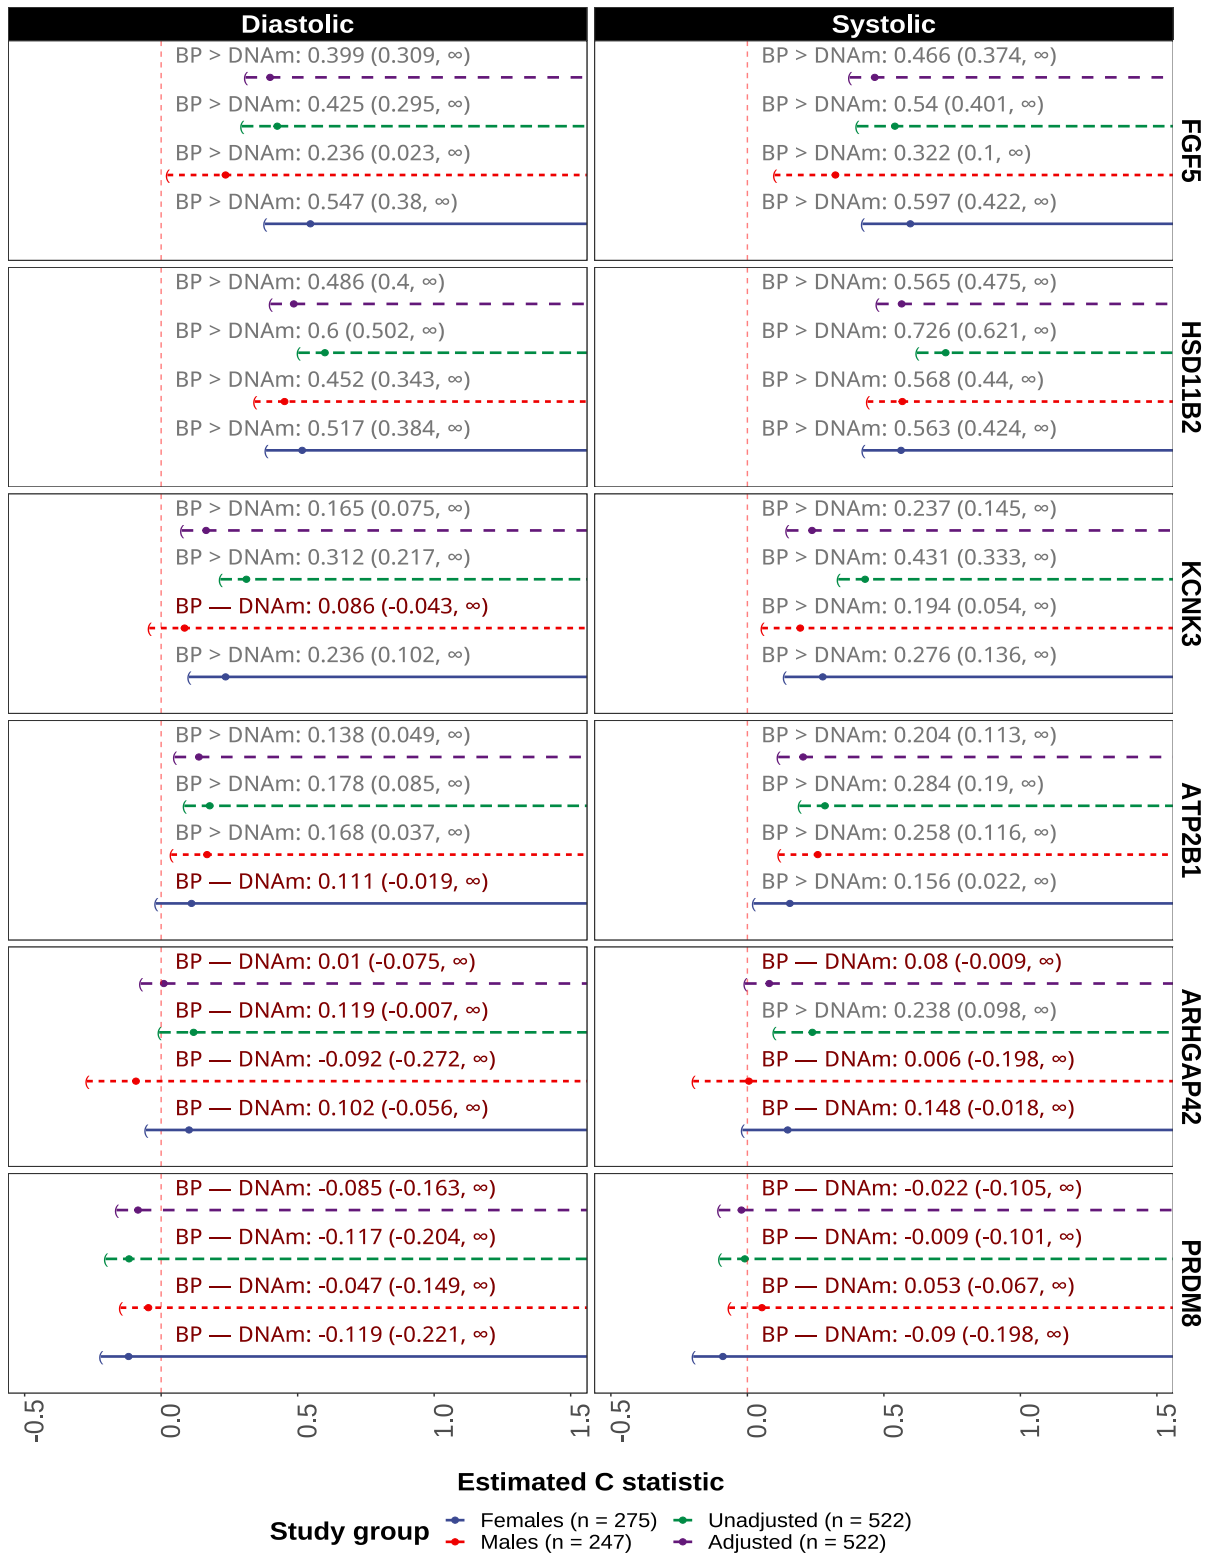 Diastolic
Systolic
BP > DNAm: 0.399 (0.309, ∞)
BP > DNAm: 0.425 (0.295, ∞)
BP > DNAm: 0.236 (0.023, ∞)
BP > DNAm: 0.547 (0.38, ∞)
BP > DNAm: 0.466 (0.374, ∞)
BP > DNAm: 0.54 (0.401, ∞)
BP > DNAm: 0.322 (0.1, ∞)
BP > DNAm: 0.597 (0.422, ∞)
FGF5
BP > DNAm: 0.486 (0.4, ∞)
BP > DNAm: 0.6 (0.502, ∞)
BP > DNAm: 0.452 (0.343, ∞)
BP > DNAm: 0.517 (0.384, ∞)
BP > DNAm: 0.565 (0.475, ∞)
BP > DNAm: 0.726 (0.621, ∞)
BP > DNAm: 0.568 (0.44, ∞)
BP > DNAm: 0.563 (0.424, ∞)
HSD11B2
BP > DNAm: 0.165 (0.075, ∞)
BP > DNAm: 0.312 (0.217, ∞)
BP — DNAm: 0.086 (-0.043, ∞)
BP > DNAm: 0.236 (0.102, ∞)
BP > DNAm: 0.237 (0.145, ∞)
BP > DNAm: 0.431 (0.333, ∞)
BP > DNAm: 0.194 (0.054, ∞)
BP > DNAm: 0.276 (0.136, ∞)
KCNK3
BP > DNAm: 0.138 (0.049, ∞)
BP > DNAm: 0.178 (0.085, ∞)
BP > DNAm: 0.168 (0.037, ∞)
BP — DNAm: 0.111 (-0.019, ∞)
BP > DNAm: 0.204 (0.113, ∞)
BP > DNAm: 0.284 (0.19, ∞)
BP > DNAm: 0.258 (0.116, ∞)
BP > DNAm: 0.156 (0.022, ∞)
ATP2B1
BP — DNAm: 0.01 (-0.075, ∞)
BP — DNAm: 0.119 (-0.007, ∞)
BP — DNAm: -0.092 (-0.272, ∞)
BP — DNAm: 0.102 (-0.056, ∞)
BP — DNAm: 0.08 (-0.009, ∞)
BP > DNAm: 0.238 (0.098, ∞)
BP — DNAm: 0.006 (-0.198, ∞)
BP — DNAm: 0.148 (-0.018, ∞)
ARHGAP42
BP — DNAm: -0.085 (-0.163, ∞)
BP — DNAm: -0.117 (-0.204, ∞)
BP — DNAm: -0.047 (-0.149, ∞)
BP — DNAm: -0.119 (-0.221, ∞)
BP — DNAm: -0.022 (-0.105, ∞)
BP — DNAm: -0.009 (-0.101, ∞)
BP — DNAm: 0.053 (-0.067, ∞)
BP — DNAm: -0.09 (-0.198, ∞)
PRDM8
-0.5 0.0 0.5 1.0 1.5
-0.5 0.0 0.5 1.0 1.5
Estimated C statistic
Study group
Females (n = 275)
Males (n = 247)
Unadjusted (n = 522)
Adjusted (n = 522)